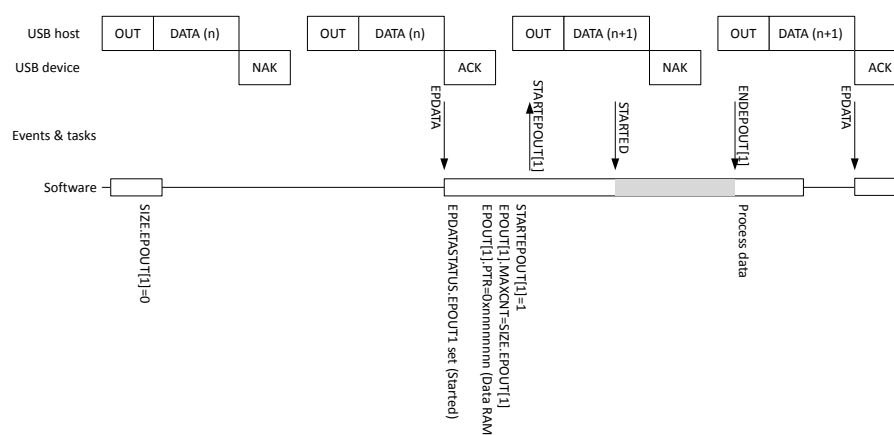 USB host
OUT
DATA (n)
OUT
DATA (n)
OUT
DATA (n+1)
OUT
DATA (n+1)
USB device
NAK
ACK
NAK
ACK
Events & tasks
EPDATA
STARTEPOUT[1]
STARTED
ENDEPOUT[1]
EPDATA
Software
SIZE.EPOUT[1]=0
EPDATASTATUS.EPOUT1 set (Started)
EPOUT[1].PTR=0xnnnnnnnn (Data RAM
EPOUT[1].MAXCNT=SIZE.EPOUT[1]
STARTEPOUT[1]=1
Process data